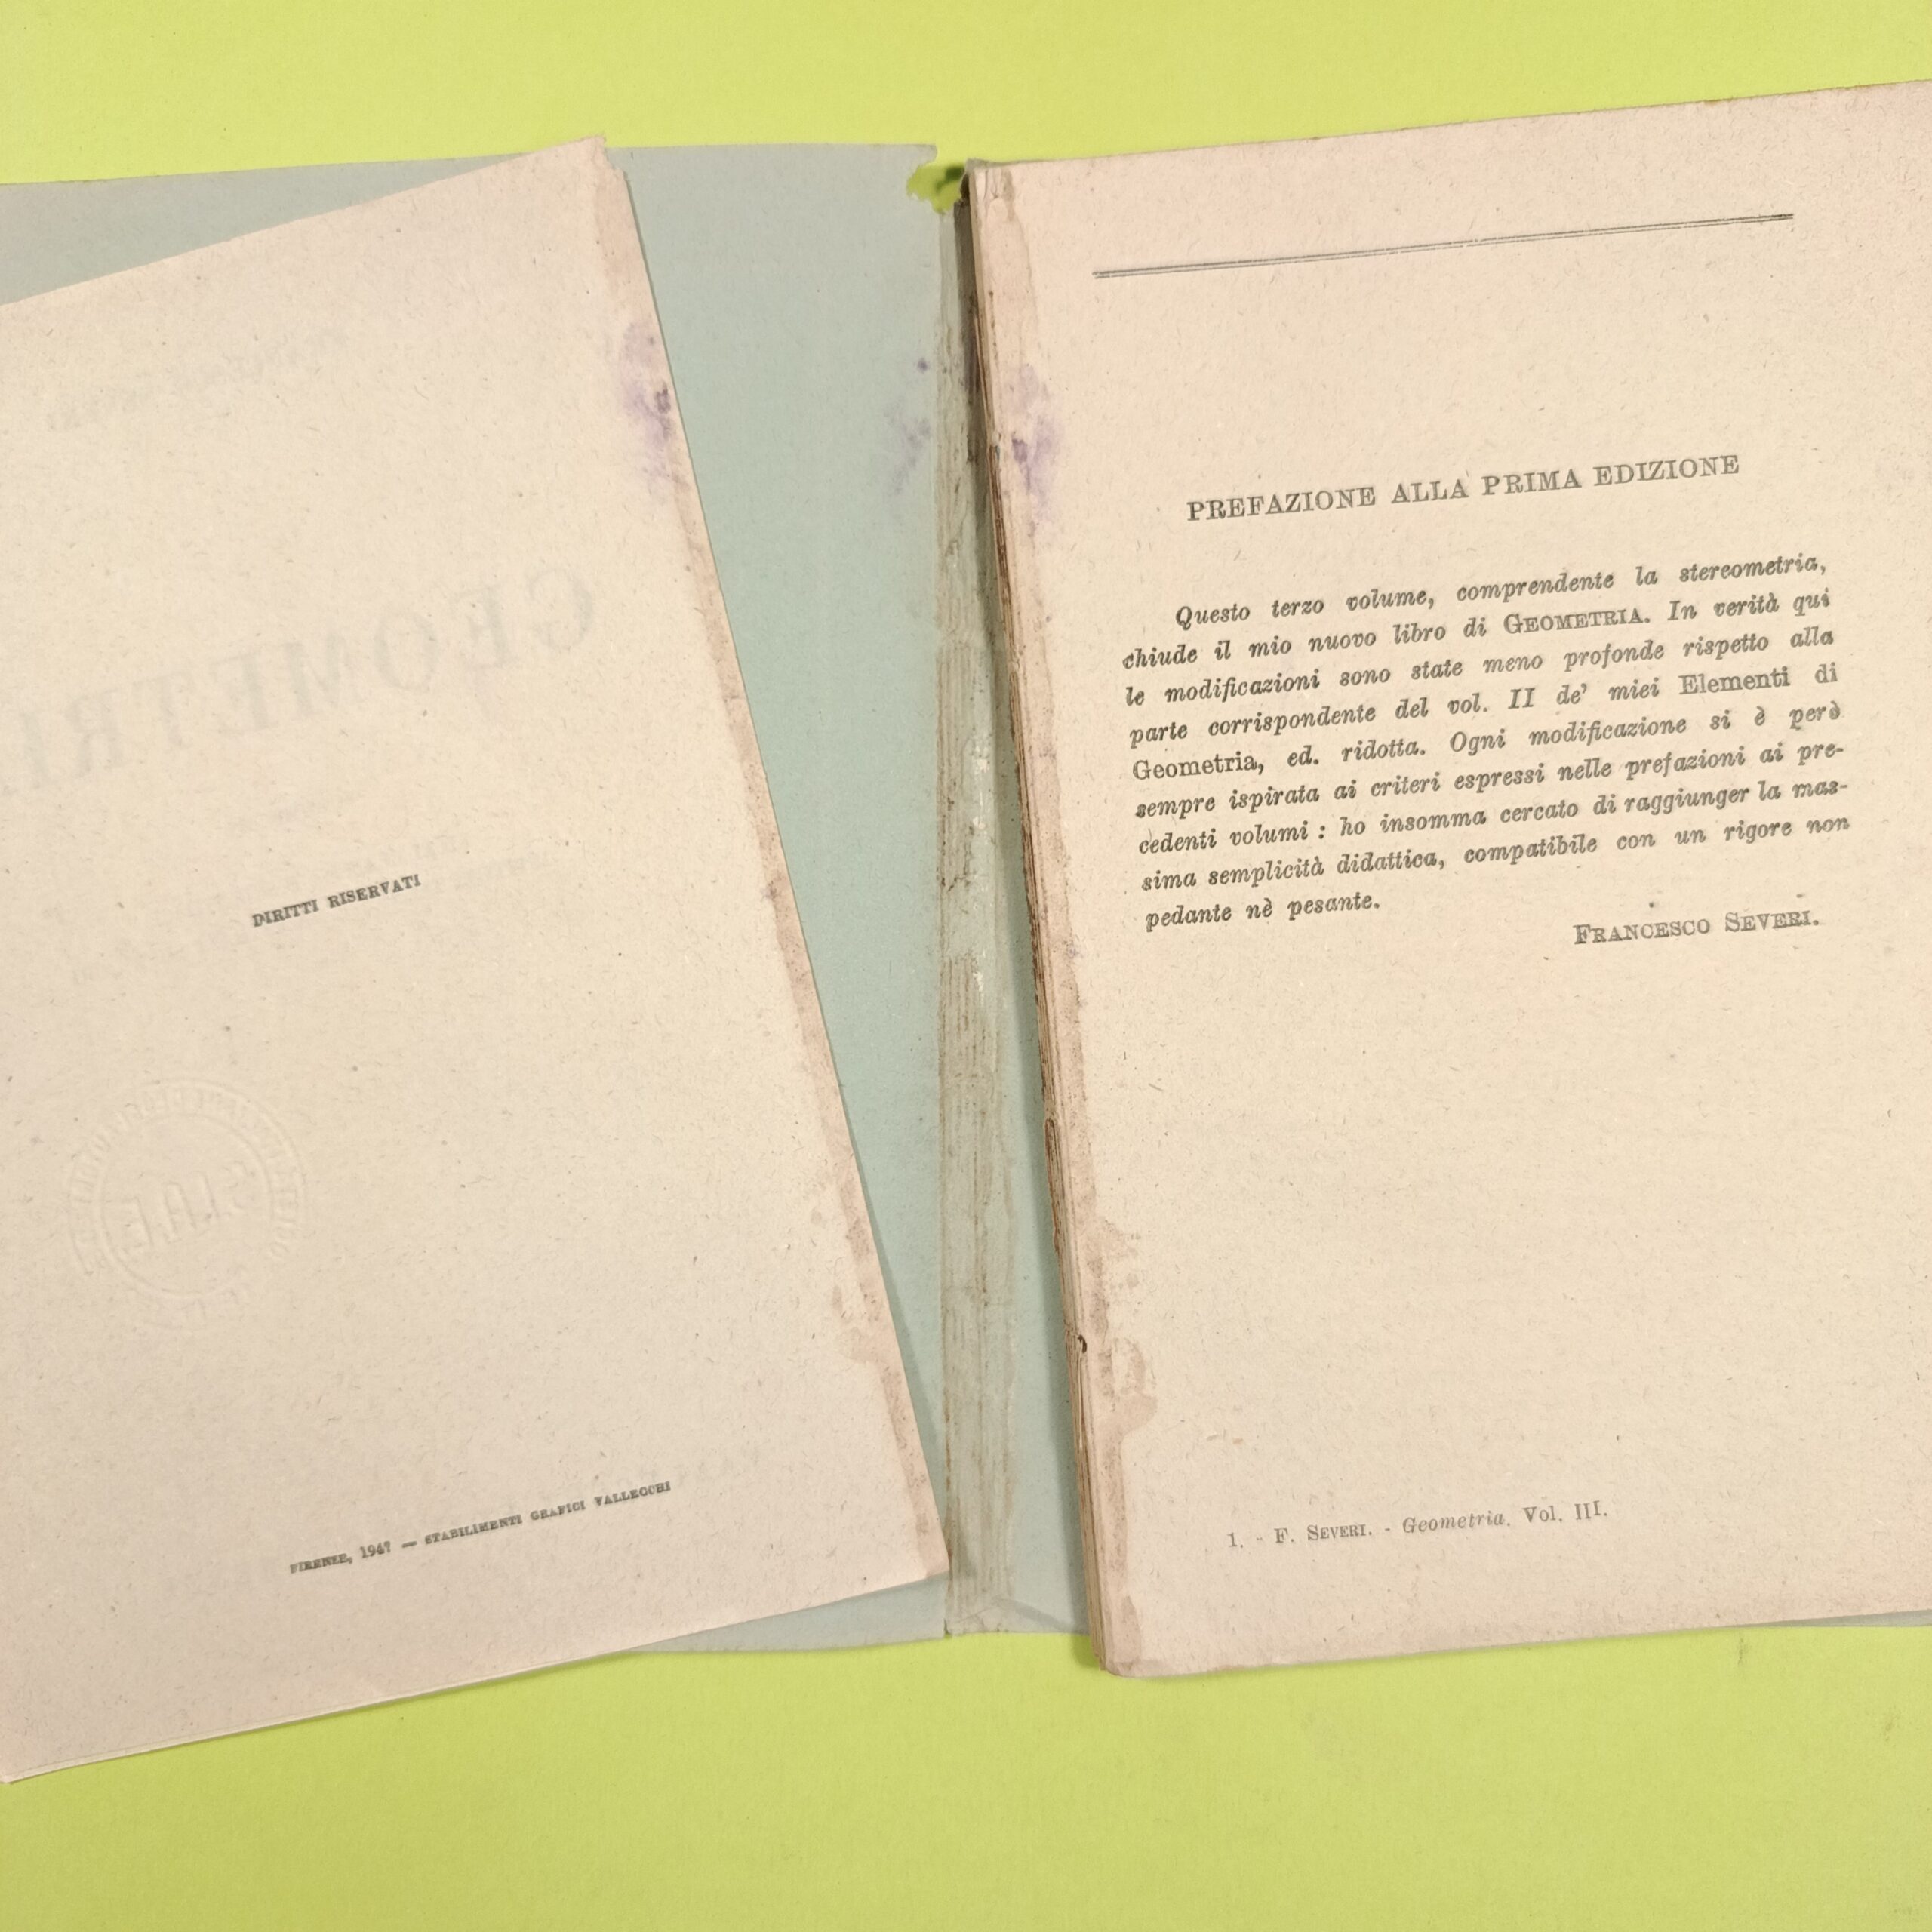 DIRITTI RISERVATI
FIRENZE, 1947 — STABILIMENTI GRAFICI VALLECCHI
PREFAZIONE ALLA PRIMA EDIZIONE
Questo terzo volume, comprendente la stereometria,
chiude il mio nuovo libro di GEOMETRIA. In verità qui
le modificazioni sono state meno profonde rispetto alla
parte corrispondente del vol. II de' miei Elementi di
Geometria, ed. ridotta. Ogni modificazione si è però
sempre ispirata ai criteri espressi nelle prefazioni ai pre-
cedenti volumi : ho insomma cercato di raggiunger la mas-
sima semplicità didattica, compatibile con un rigore non
pedante nè pesante.
FRANCESCO SEVERI.
1. - F. SEVERI. - Geometria. Vol. III.